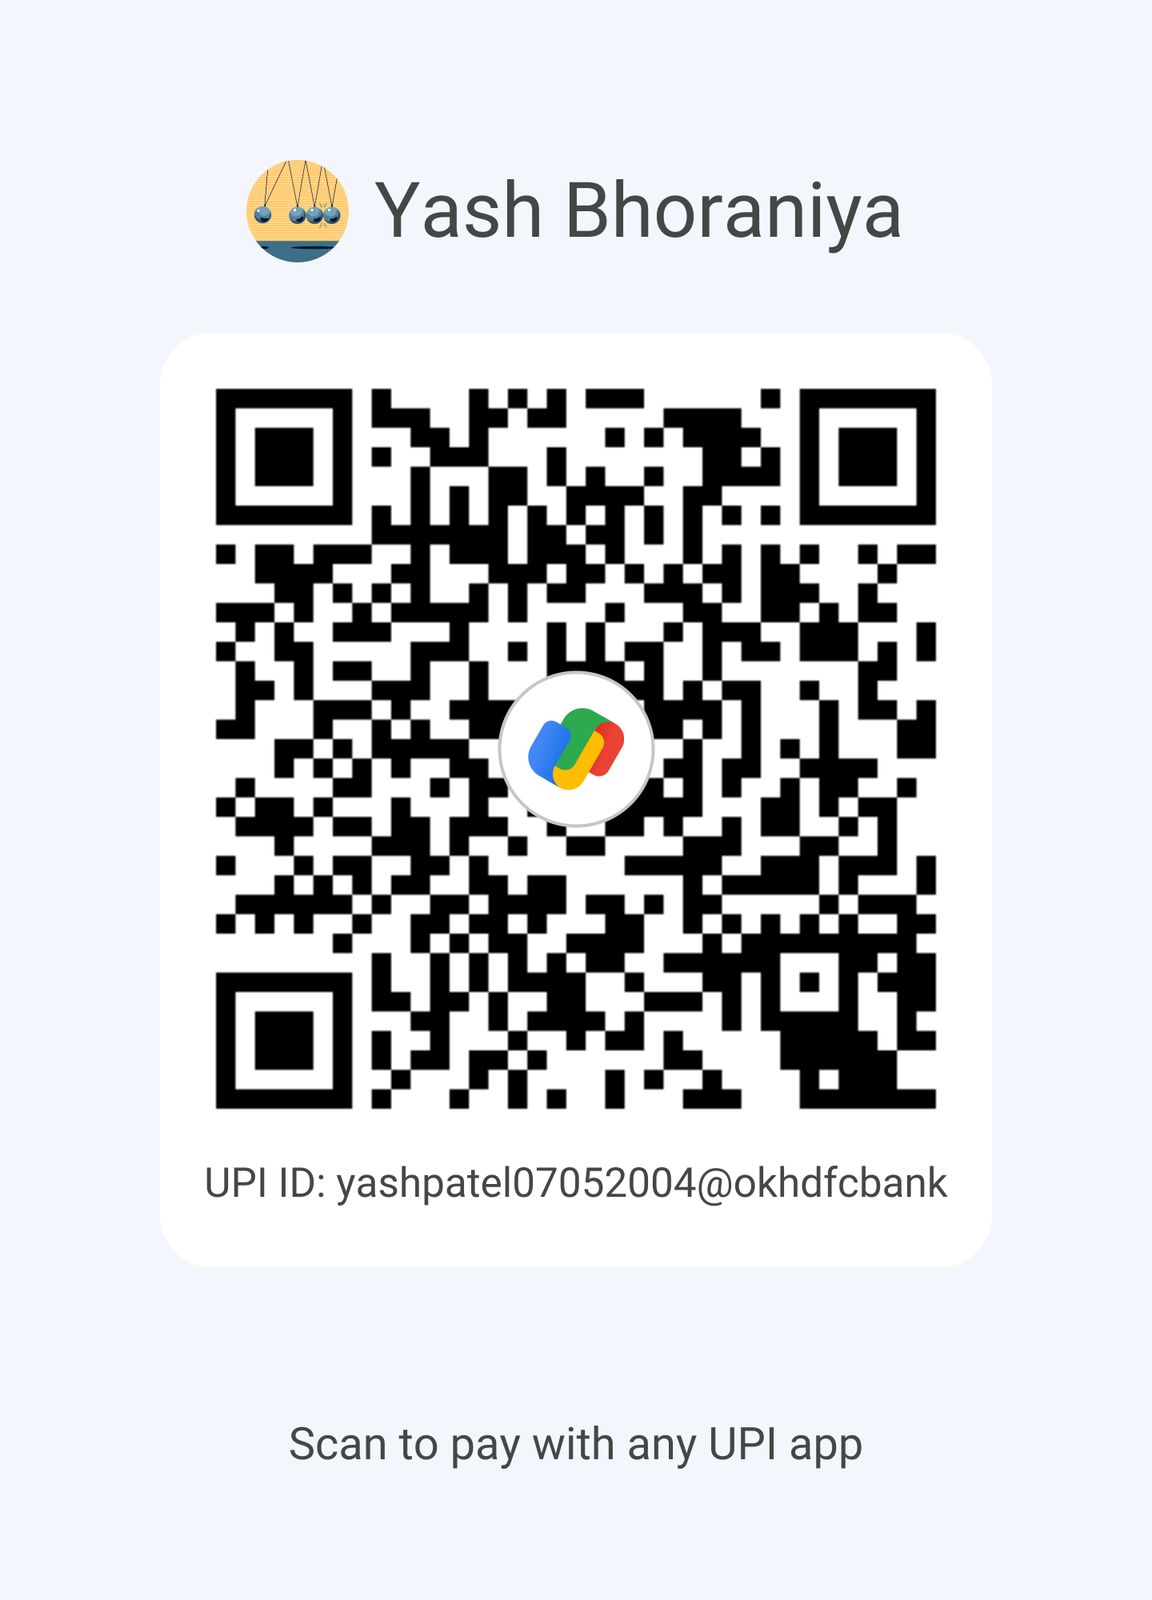 Yash Bhoraniya
UPI ID: yashpatel07052004@okhdfcbank
Scan to pay with any UPI app